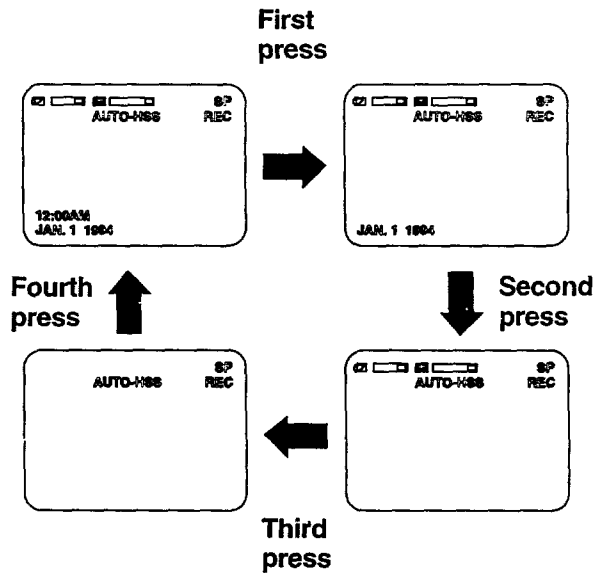 First
press
SP
AUTO-HSS REC
12:00AM
JAN. 1 1994
SP
AUTO-HSS REC
JAN. 1 1994
Fourth
press
Second
press
SP
AUTO-HSS REC
SP
AUTO-HSS REC
Third
press